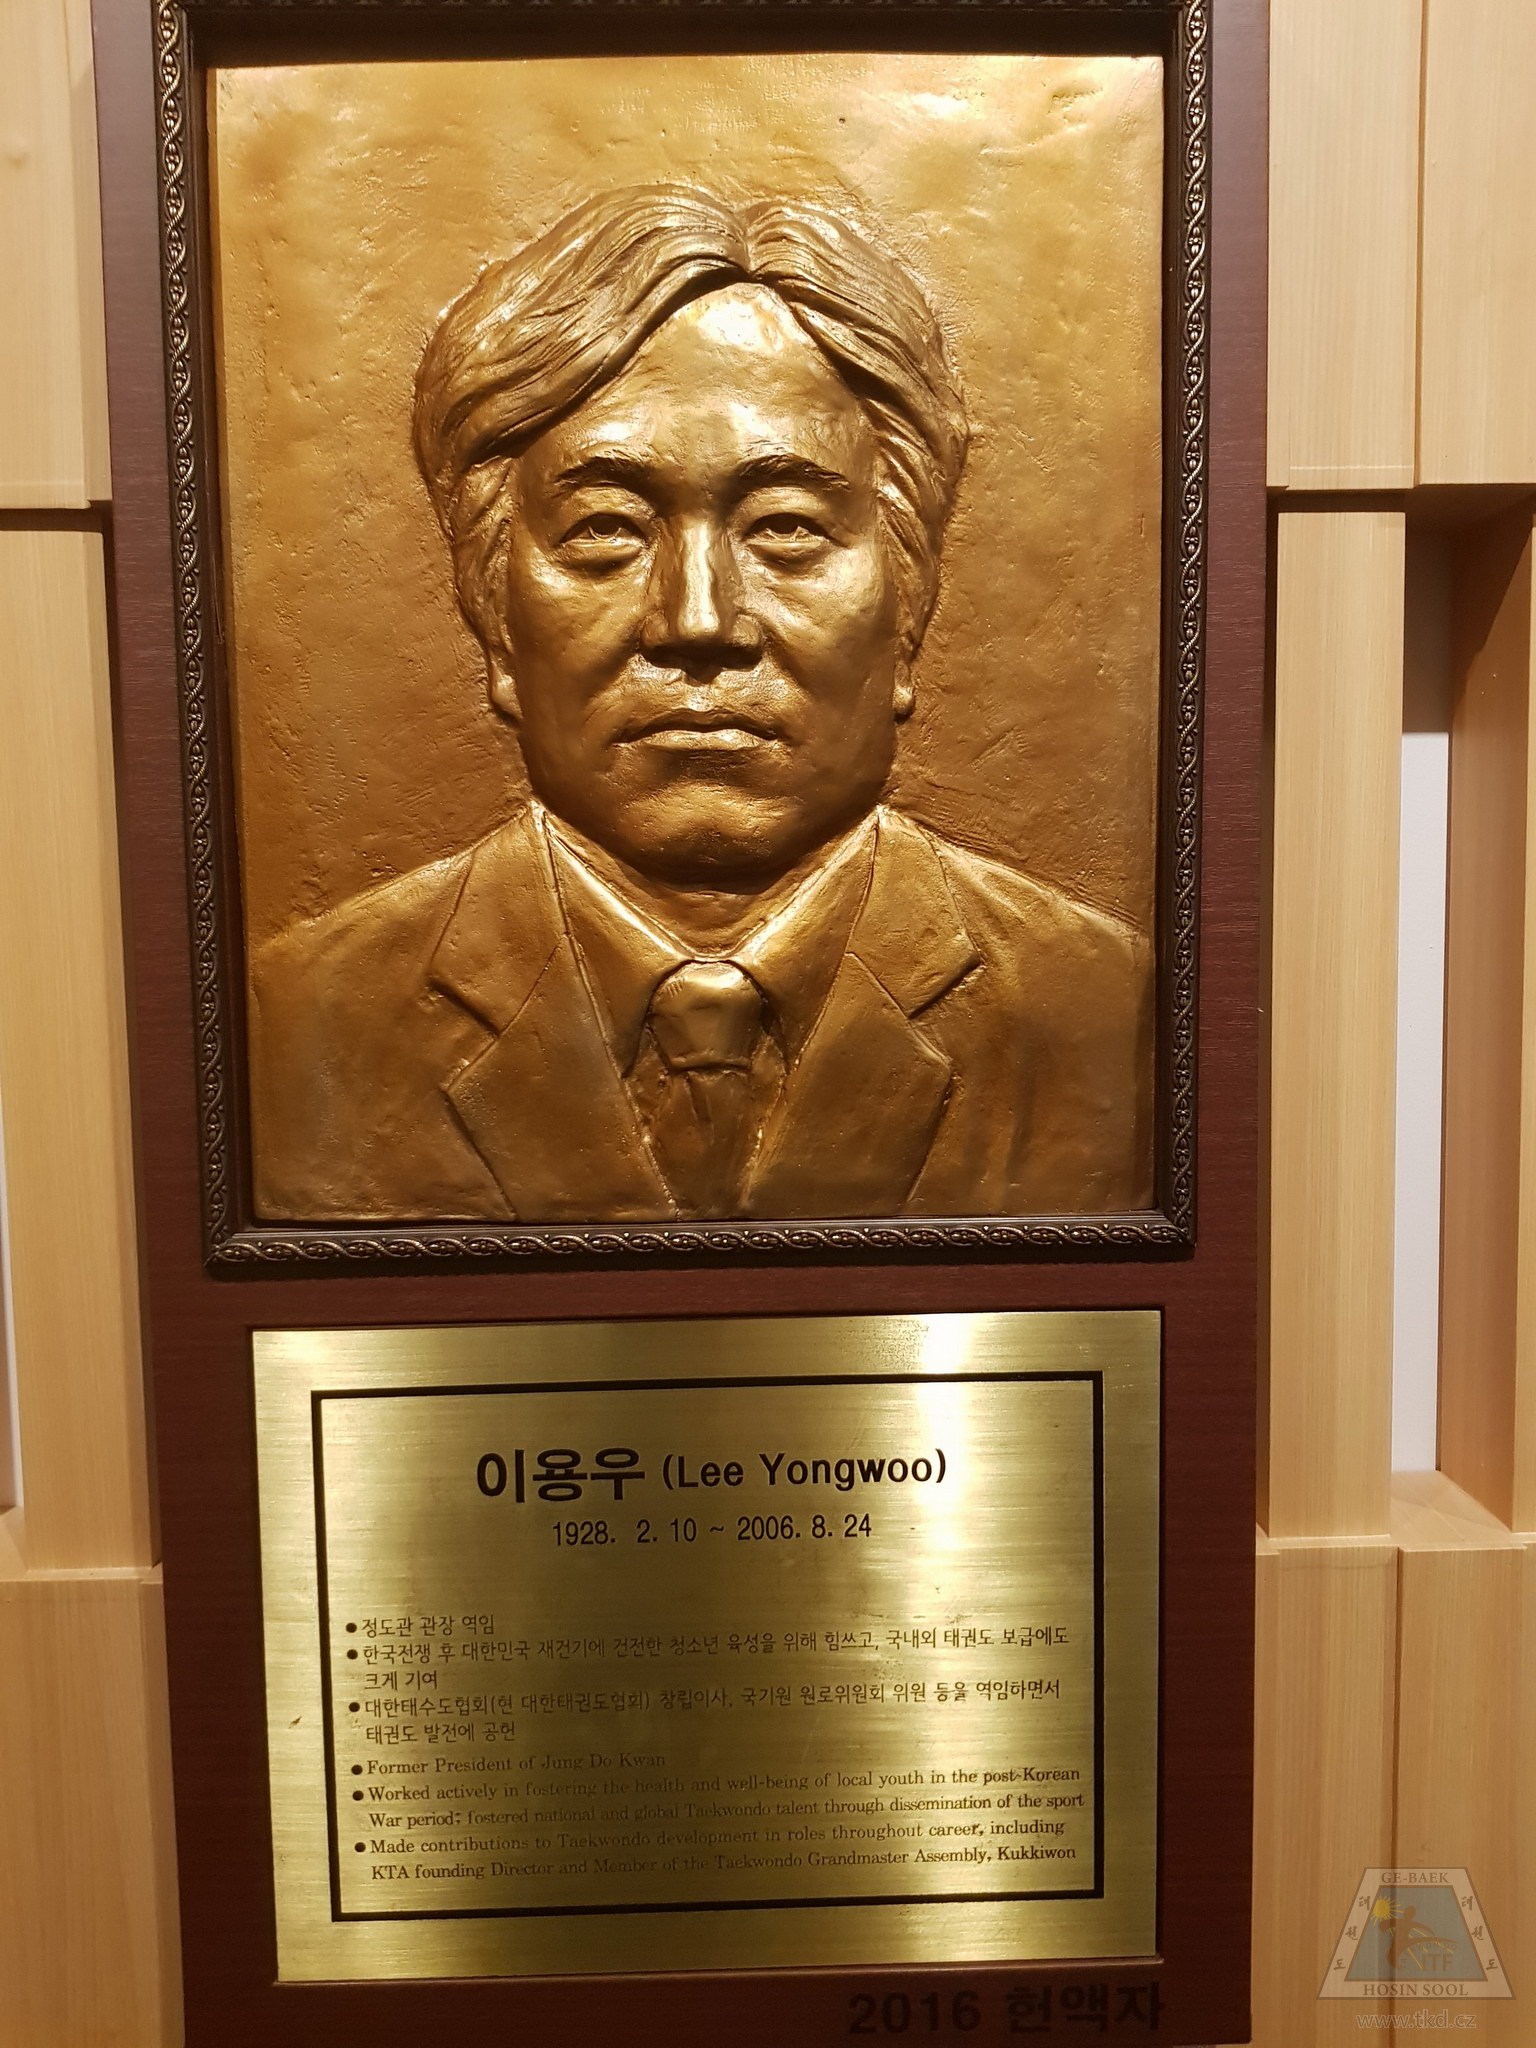 이용우 (Lee Yongwoo)
1928. 2. 10 ~ 2006. 8. 24
● 정도관 관장 역임
● 한국전쟁 후 대한민국 재건기에 건전한 청소년 육성을 위해 힘쓰고, 국내외 태권도 보급에도
크게 기여
● 대한태수도협회(현 대한태권도협회) 창립이사, 국기원 원로위원회 위원 등을 역임하면서
태권도 발전에 공헌
● Former President of Jung Do Kwan
● Worked actively in fostering the health and well-being of local youth in the post-Korean
War period; fostered national and global Taekwondo talent through dissemination of the sport
● Made contributions to Taekwondo development in roles throughout career, including
KTA founding Director and Member of the Taekwondo Grandmaster Assembly, Kukkiwon
2016 헌액자
GE-BAEK
태 태
권 권
도 도
ITF
HOSIN SOOL
www.tkd.cz